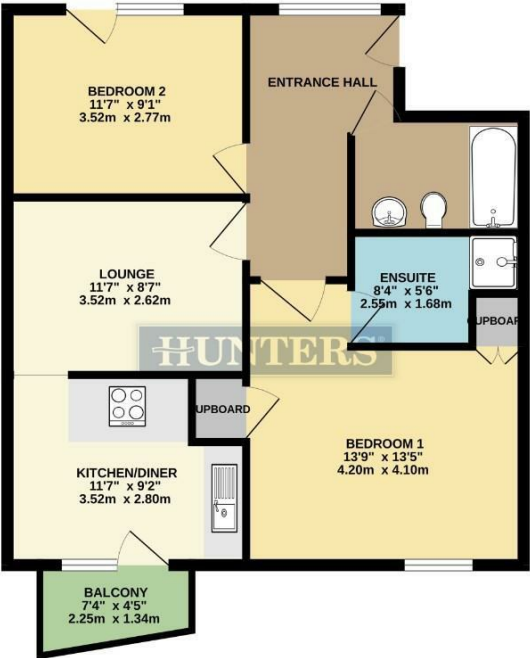 BEDROOM 2
11'7" x 9'1"
3.52m x 2.77m
ENTRANCE HALL
LOUNGE
11'7" x 8'7"
3.52m x 2.62m
ENSUITE
8'4" x 5'6"
2.55m x 1.68m
UPBOAR
HUNTERS
UPBOARD
BEDROOM 1
13'9" x 13'5"
4.20m x 4.10m
KITCHEN/DINER
11'7" x 9'2"
3.52m x 2.80m
BALCONY
7'4" x 4'5"
2.25m x 1.34m